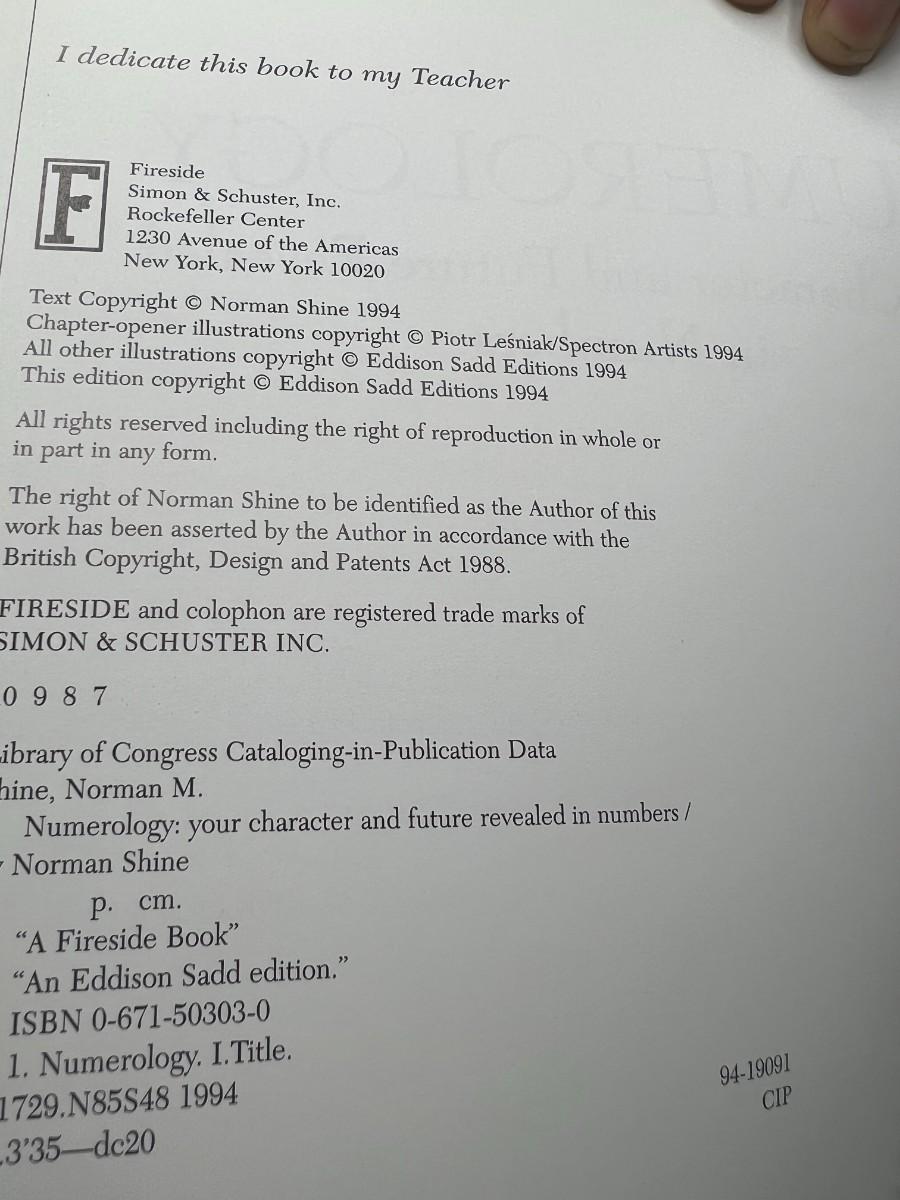 I dedicate this book to my Teacher
F
Fireside
Simon & Schuster, Inc.
Rockefeller Center
1230 Avenue of the Americas
New York, New York 10020
Text Copyright © Norman Shine 1994
Chapter-opener illustrations copyright © Piotr Leśniak/Spectron Artists 1994
All other illustrations copyright © Eddison Sadd Editions 1994
This edition copyright © Eddison Sadd Editions 1994
All rights reserved including the right of reproduction in whole or
in part in any form.
The right of Norman Shine to be identified as the Author of this
work has been asserted by the Author in accordance with the
British Copyright, Design and Patents Act 1988.
FIRESIDE and colophon are registered trade marks of
SIMON & SCHUSTER INC.
0 9 8 7
ibrary of Congress Cataloging-in-Publication Data
hine, Norman M.
Numerology: your character and future revealed in numbers /
Norman Shine
p. cm.
“A Fireside Book”
“An Eddison Sadd edition.”
ISBN 0-671-50303-0
1. Numerology. I.Title.
1729.N85S48 1994
.3’35—dc20
94-19091
CIP